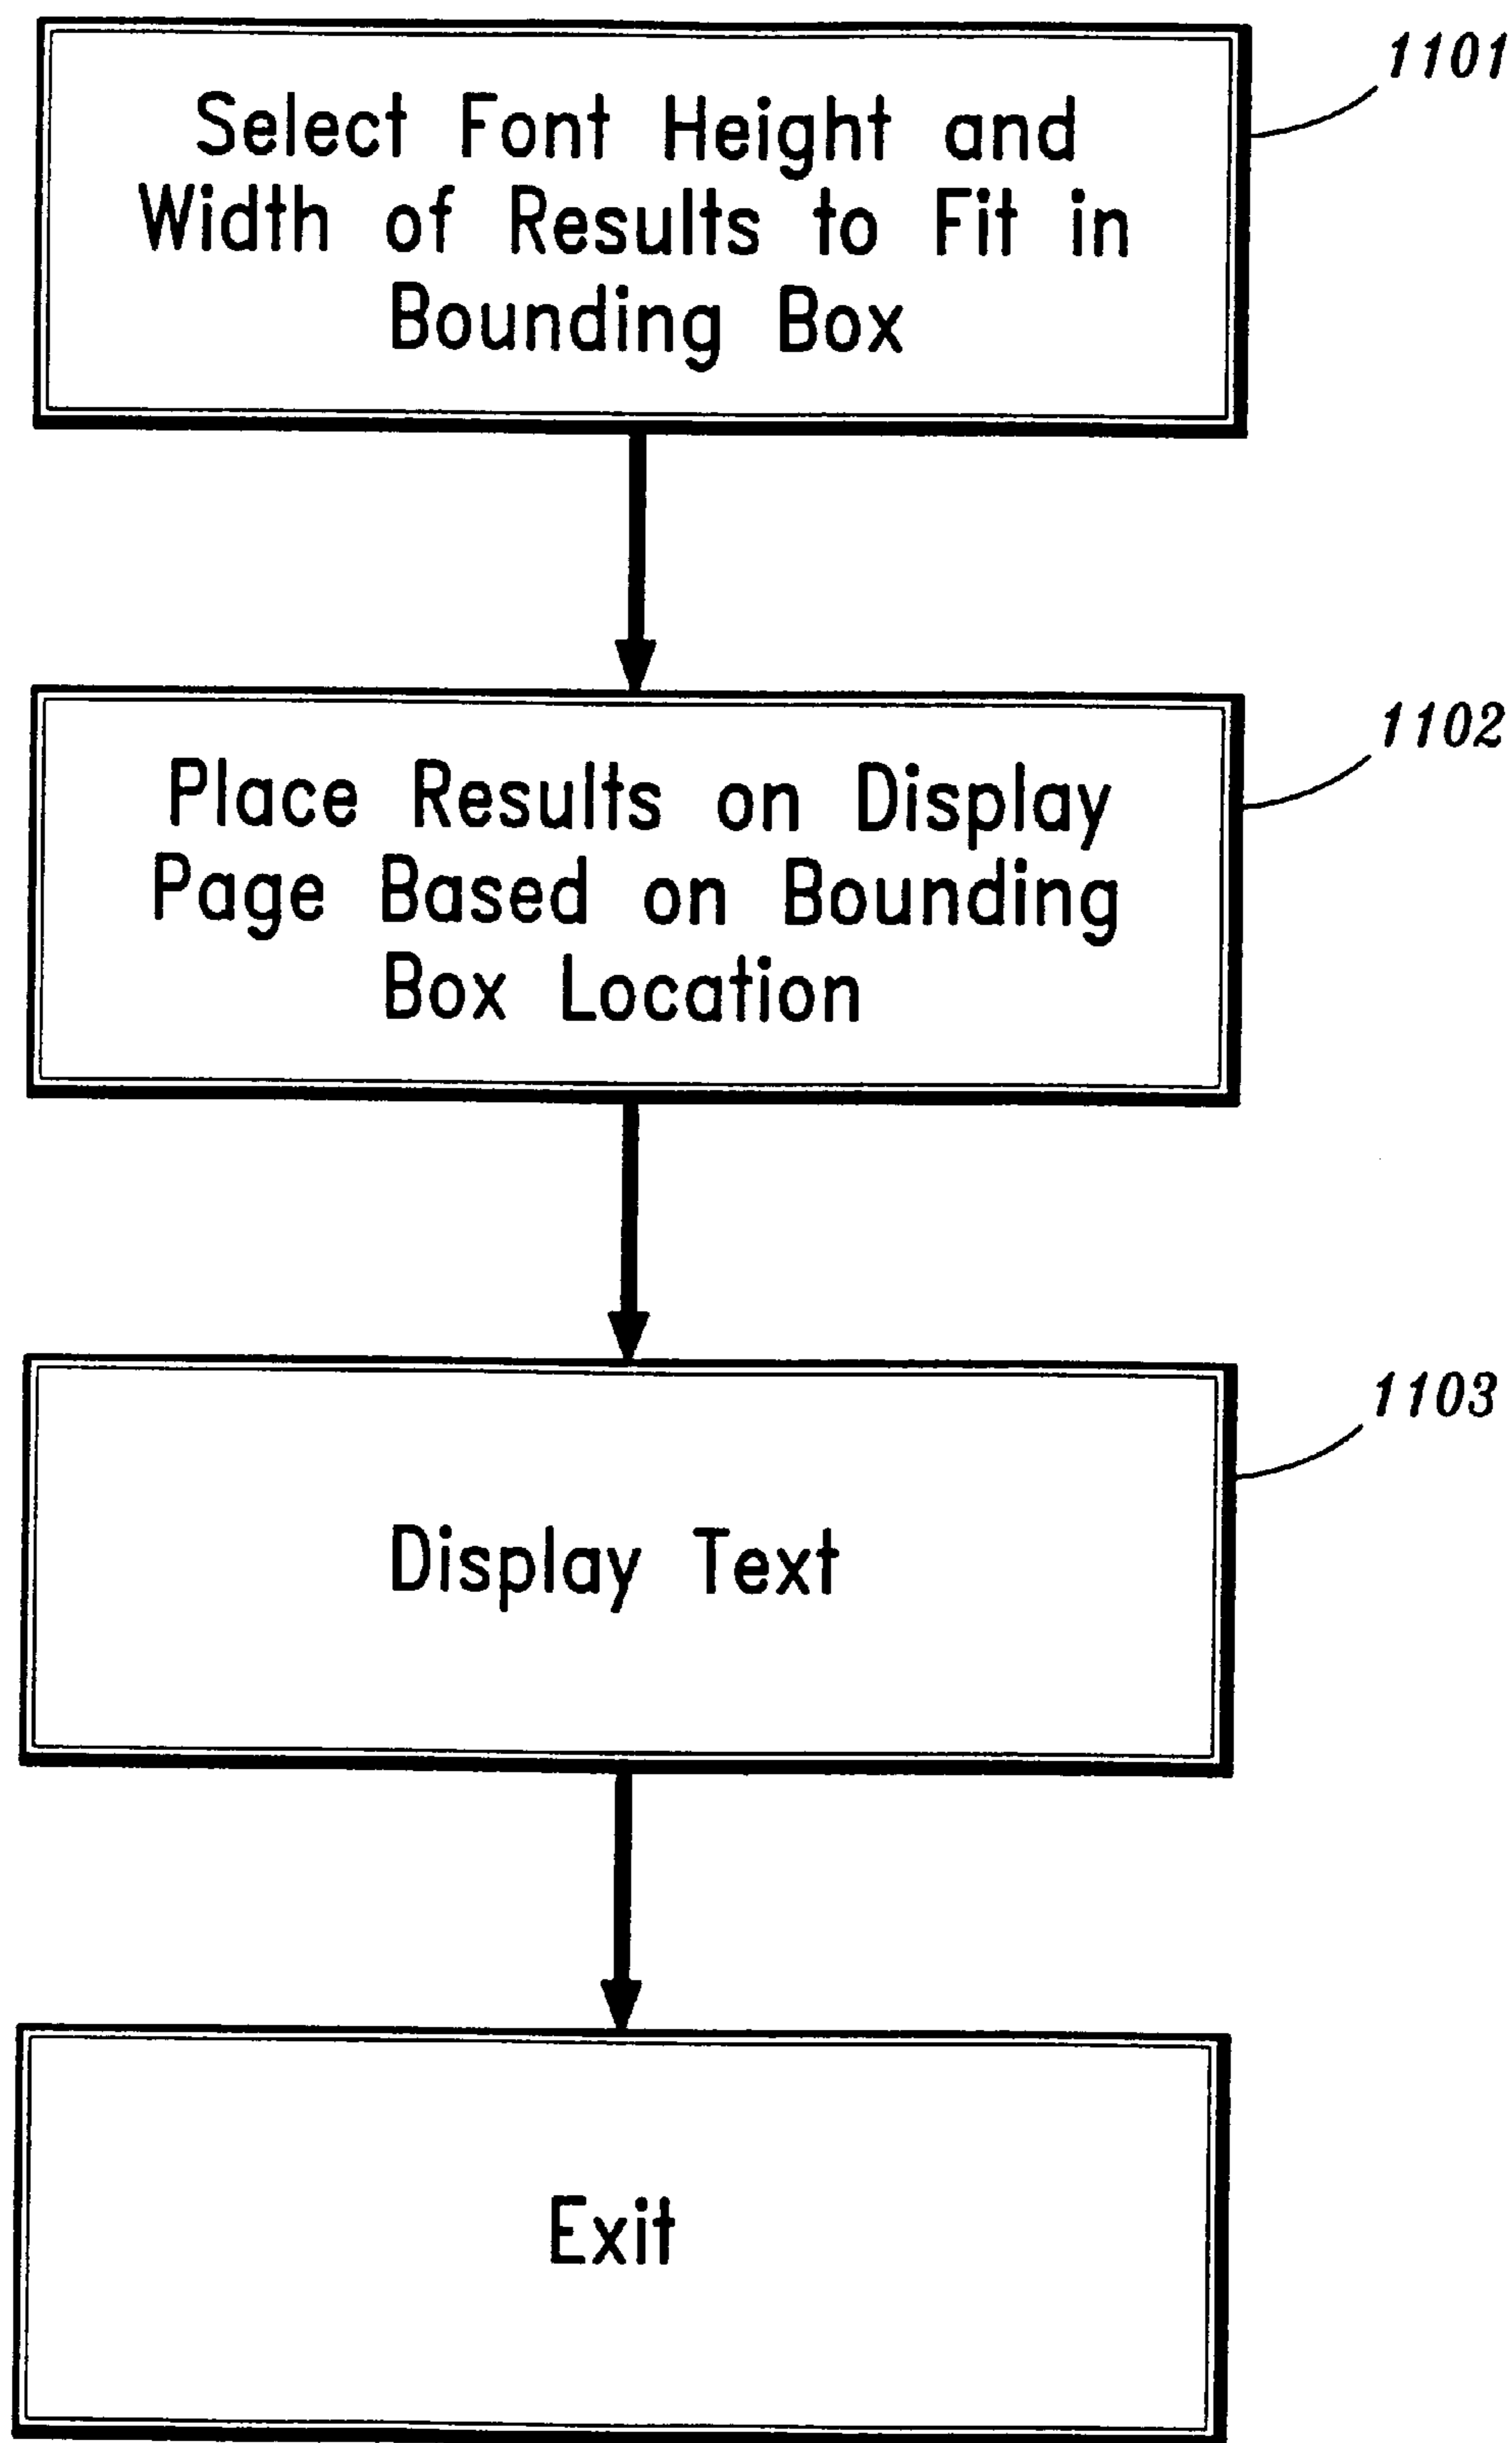 1101
Select Font Height and
Width of Results to Fit in
Bounding Box
1102
Place Results on Display
Page Based on Bounding
Box Location
1103
Display Text
Exit